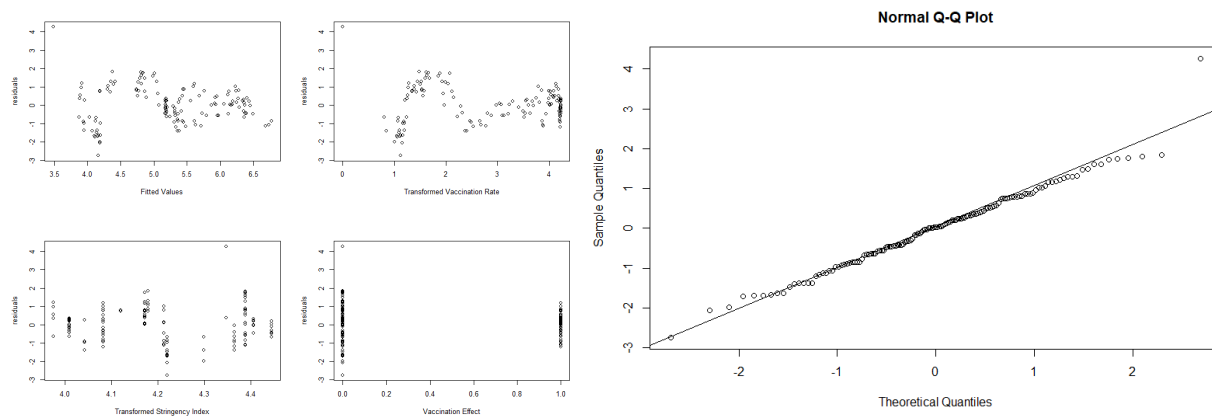 residuals
4
3
2
1
0
-1
-2
-3
3.5 4.0 4.5 5.0 5.5 6.0 6.5
Fitted Values
residuals
4
3
2
1
0
-1
-2
-3
0 1 2 3 4
Transformed Vaccination Rate
residuals
4
3
2
1
0
-1
-2
-3
4.0 4.1 4.2 4.3 4.4
Transformed Stringency Index
residuals
4
3
2
1
0
-1
-2
-3
0.0 0.2 0.4 0.6 0.8 1.0
Vaccination Effect
Normal Q-Q Plot
Sample Quantiles
4
3
2
1
0
-1
-2
-3
-2 -1 0 1 2
Theoretical Quantiles